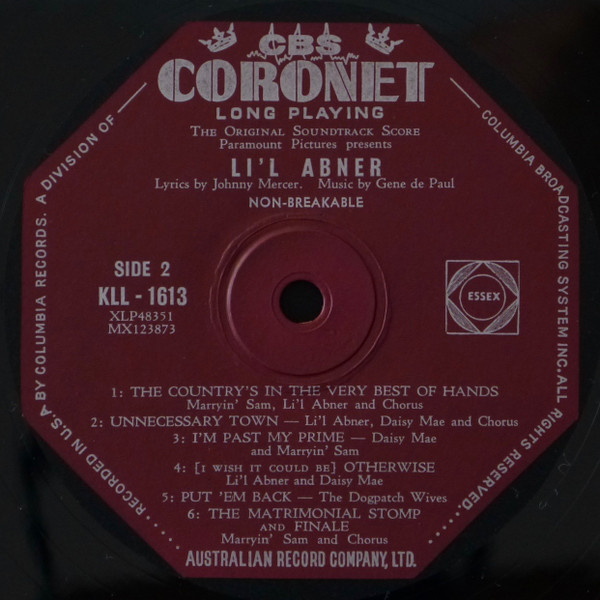 CBS
CORONET
LONG PLAYING
THE ORIGINAL SOUNDTRACK SCORE
Paramount Pictures presents
LI'L ABNER
Lyrics by Johnny Mercer. Music by Gene de Paul
NON-BREAKABLE
SIDE 2
KLL - 1613
XLP48351
MX123873
ESSEX
1: THE COUNTRY'S IN THE VERY BEST OF HANDS
Marryin' Sam, Li'l Abner and Chorus
2: UNNECESSARY TOWN — Li'l Abner, Daisy Mae and Chorus
3: I'M PAST MY PRIME — Daisy Mae
and Marryin' Sam
4: [I WISH IT COULD BE] OTHERWISE
Li'l Abner and Daisy Mae
5: PUT 'EM BACK — The Dogpatch Wives
6: THE MATRIMONIAL STOMP
AND FINALE
Marryin' Sam and Chorus
AUSTRALIAN RECORD COMPANY, LTD.
RECORDED IN U.S.A BY COLUMBIA RECORDS. A DIVISION OF — COLUMBIA BROADCASTING SYSTEM INC. ALL RIGHTS RESERVED.